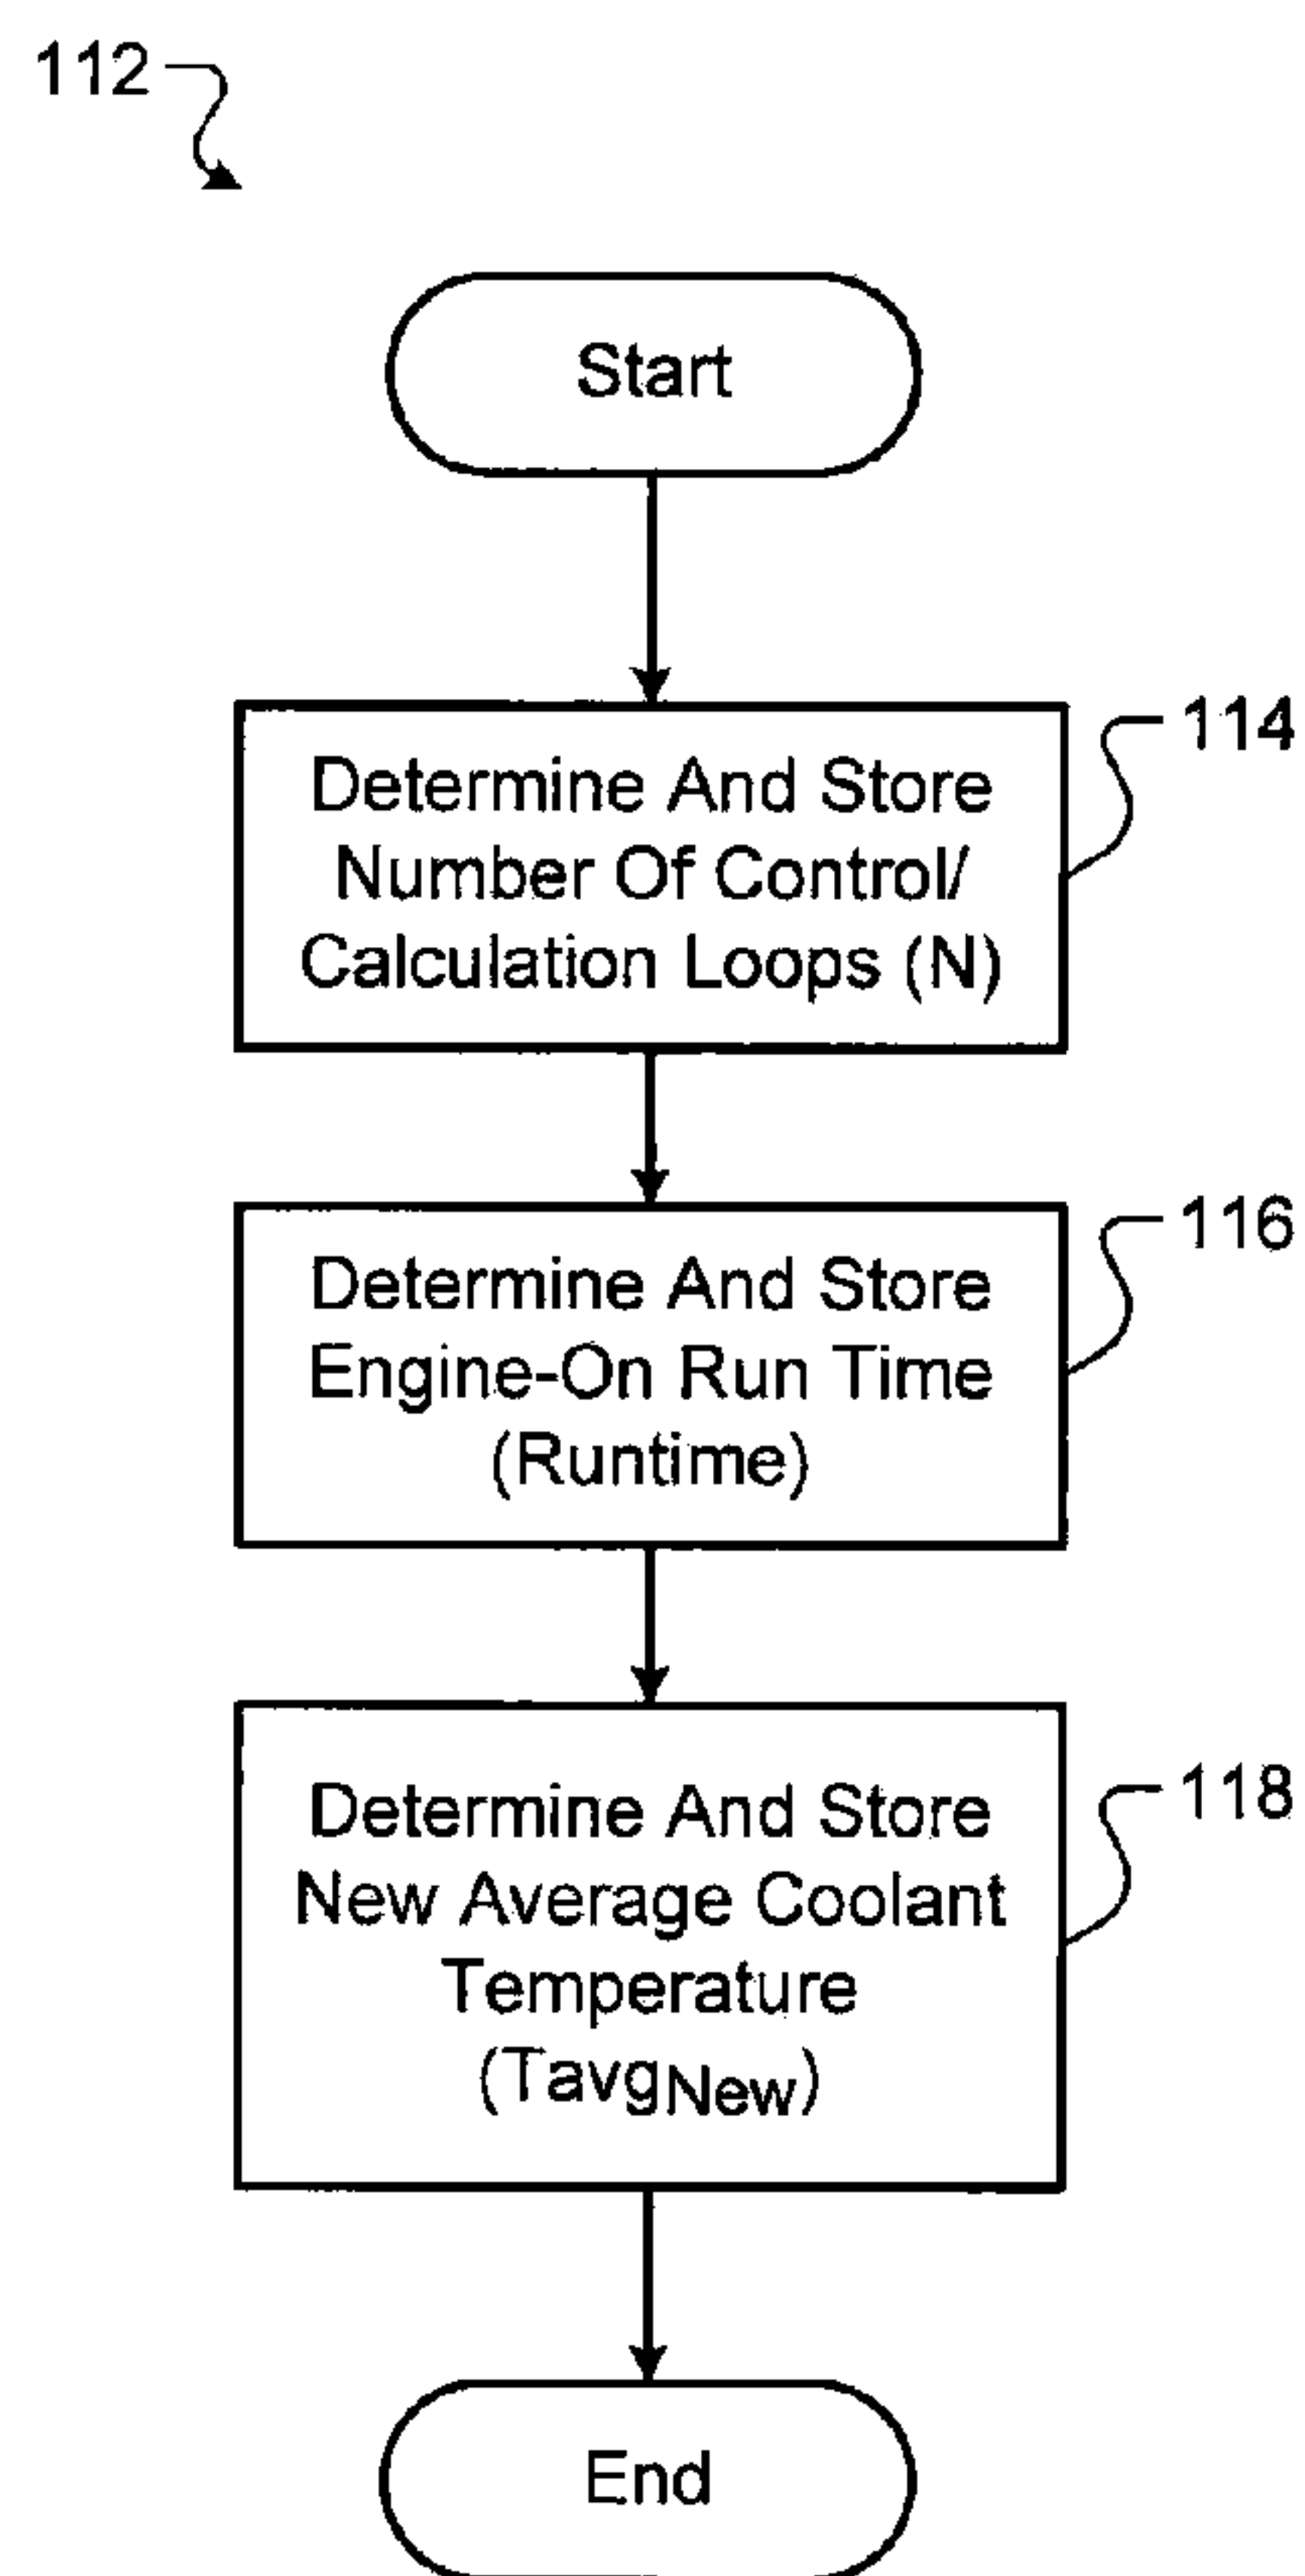 112
Start
Determine And Store
Number Of Control/
Calculation Loops (N)
114
Determine And Store
Engine-On Run Time
(Runtime)
116
Determine And Store
New Average Coolant
Temperature
(TavgNew)
118
End